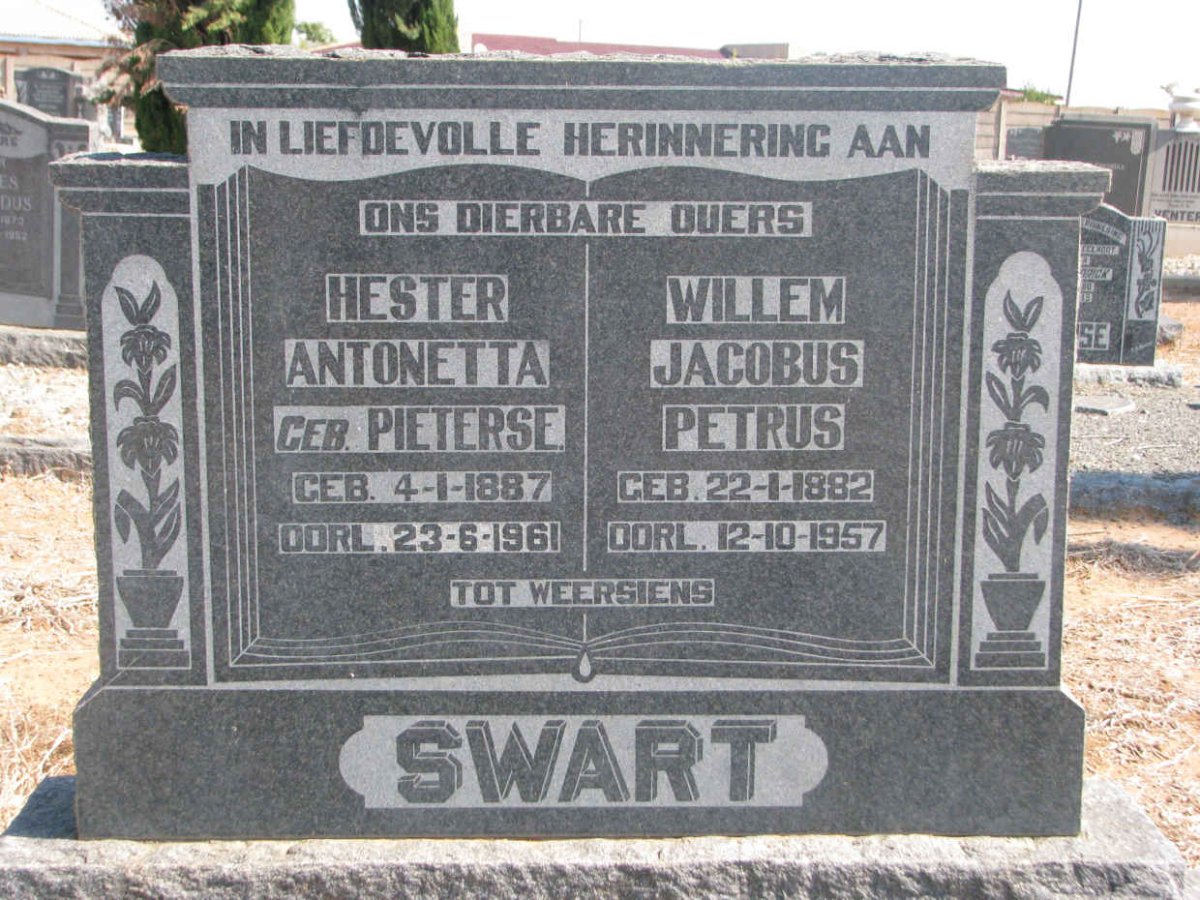 IN LIEFDEVOLLE HERINNERING AAN
ONS DIERBARE OUERS
HESTER
ANTONETTA
GEB. PIETERSE.
GEB. 4-1-1887
OORL. 23-6-1961
WILLEM
JACOBUS
PETRUS
GEB. 22-1-1882
OORL. 12-10-1957
TOT WEERSIENS
SWART